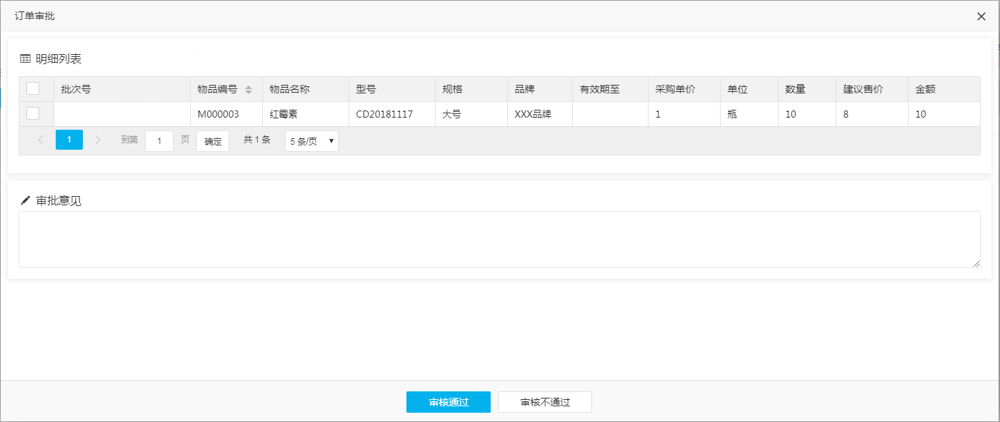 订单审批
明细列表
批次号 物品编号 物品名称 型号 规格 品牌 有效期至 采购单价 单位 数量 建议售价 金额
M000003 红霉素 CD20181117 大号 XXX品牌 1 瓶 10 8 10
1 到第 1 页 确定 共 1 条 5 条/页
审批意见
审核通过 审核不通过